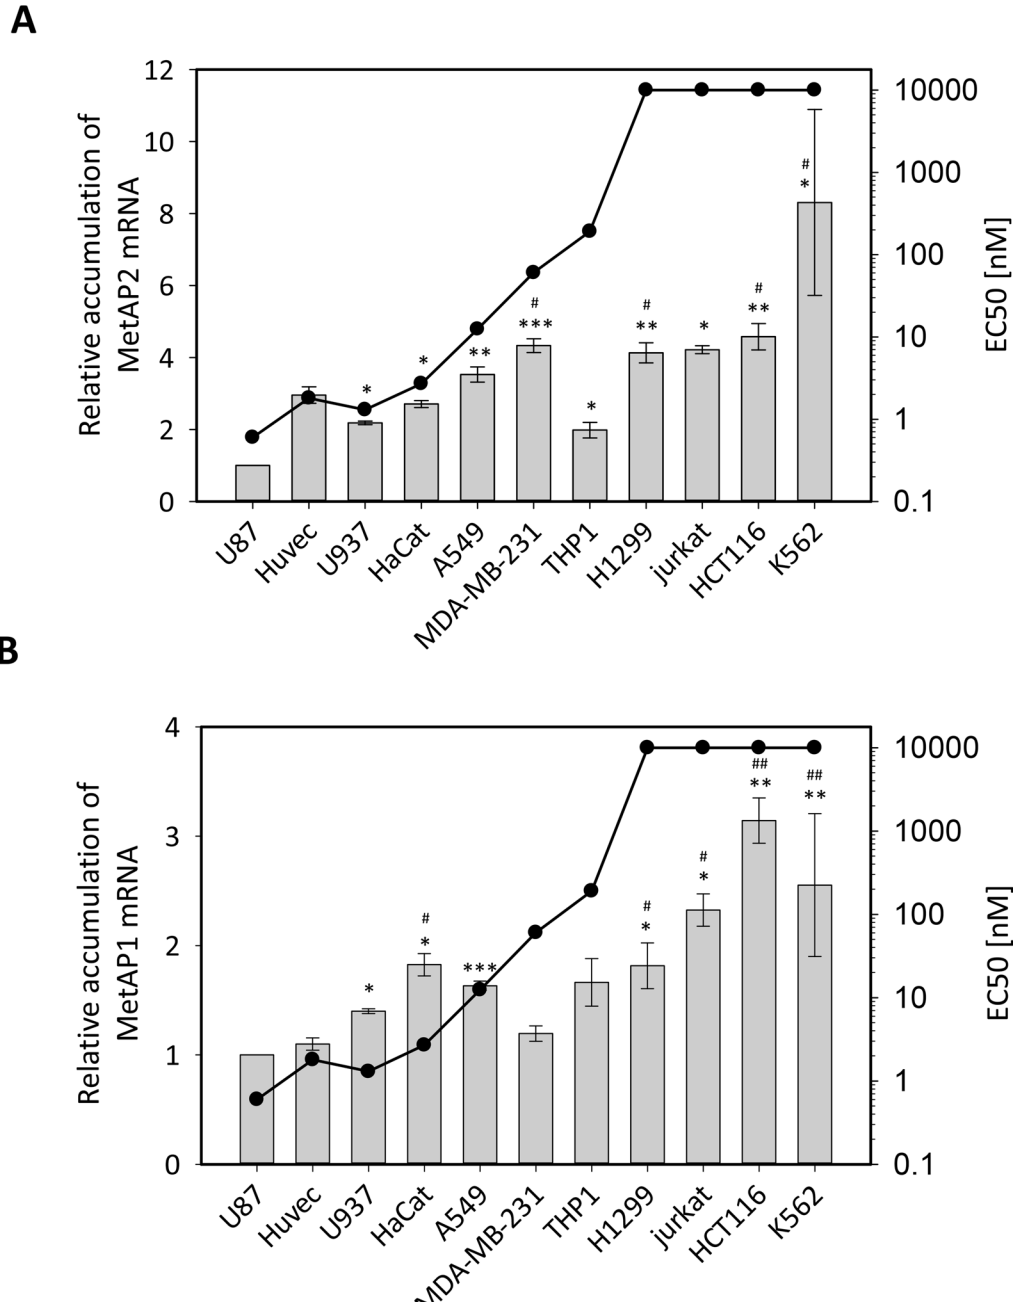 A
Relative accumulation of
MetAP2 mRNA
12
10
8
6
4
2
0
10000
1000
100
10
1
0.1
EC50 [nM]
*
*
**
#
***
*
#
**
*
#
**
#
*
U87
Huvec
U937
HaCat
A549
MDA-MB-231
THP1
H1299
jurkat
HCT116
K562
B
Relative accumulation of
MetAP1 mRNA
4
3
2
1
0
10000
1000
100
10
1
0.1
EC50 [nM]
*
#
*
***
#
*
#
*
##
**
##
**
U87
Huvec
U937
HaCat
A549
MDA-MB-231
THP1
H1299
jurkat
HCT116
K562